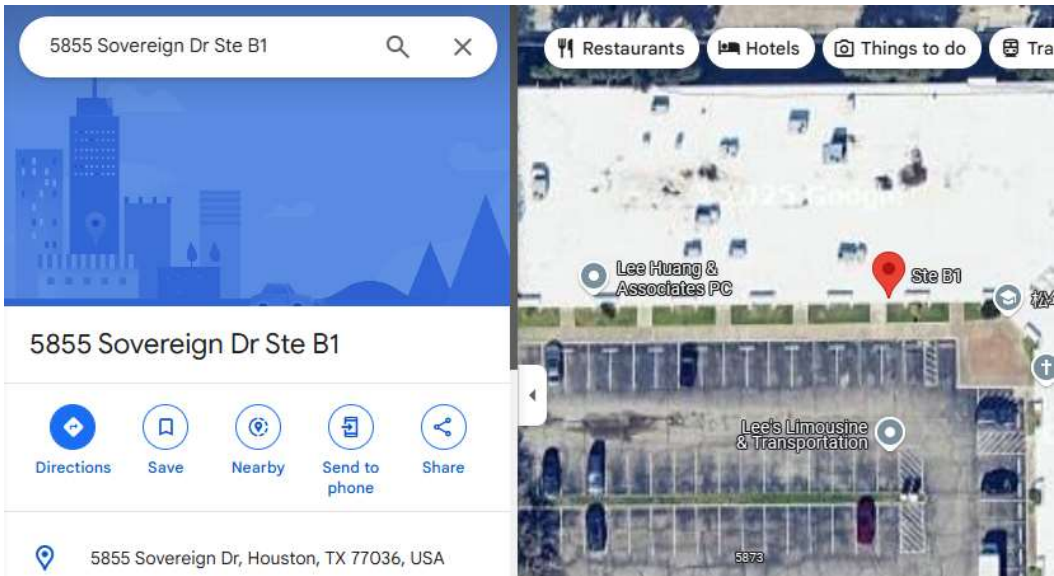 5855 Sovereign Dr Ste B1
Restaurants
Hotels
Things to do
Tra
Lee Huang &
Associates PC
Ste B1
5855 Sovereign Dr Ste B1
Directions
Save
Nearby
Send to
phone
Share
Lee's Limousine
& Transportation
5855 Sovereign Dr, Houston, TX 77036, USA
5873